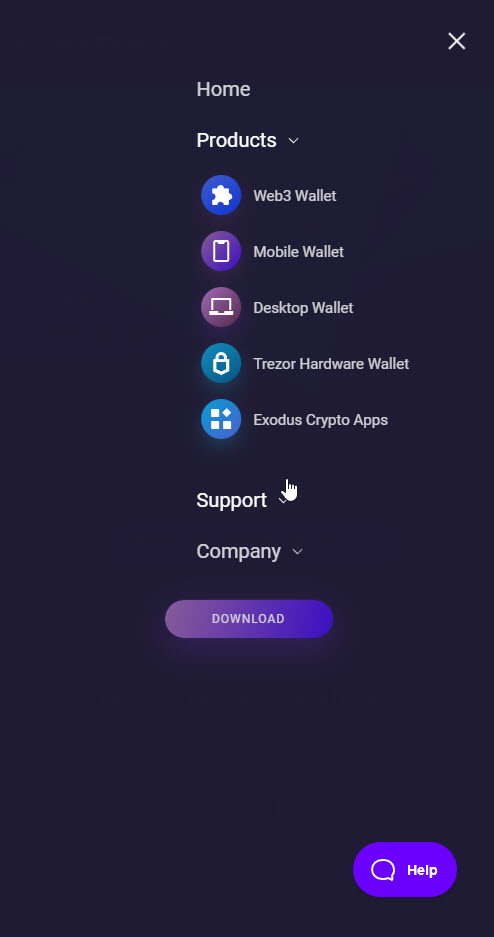 Home
Products
Web3 Wallet
Mobile Wallet
Desktop Wallet
Trezor Hardware Wallet
Exodus Crypto Apps
Support
Company
DOWNLOAD
Help